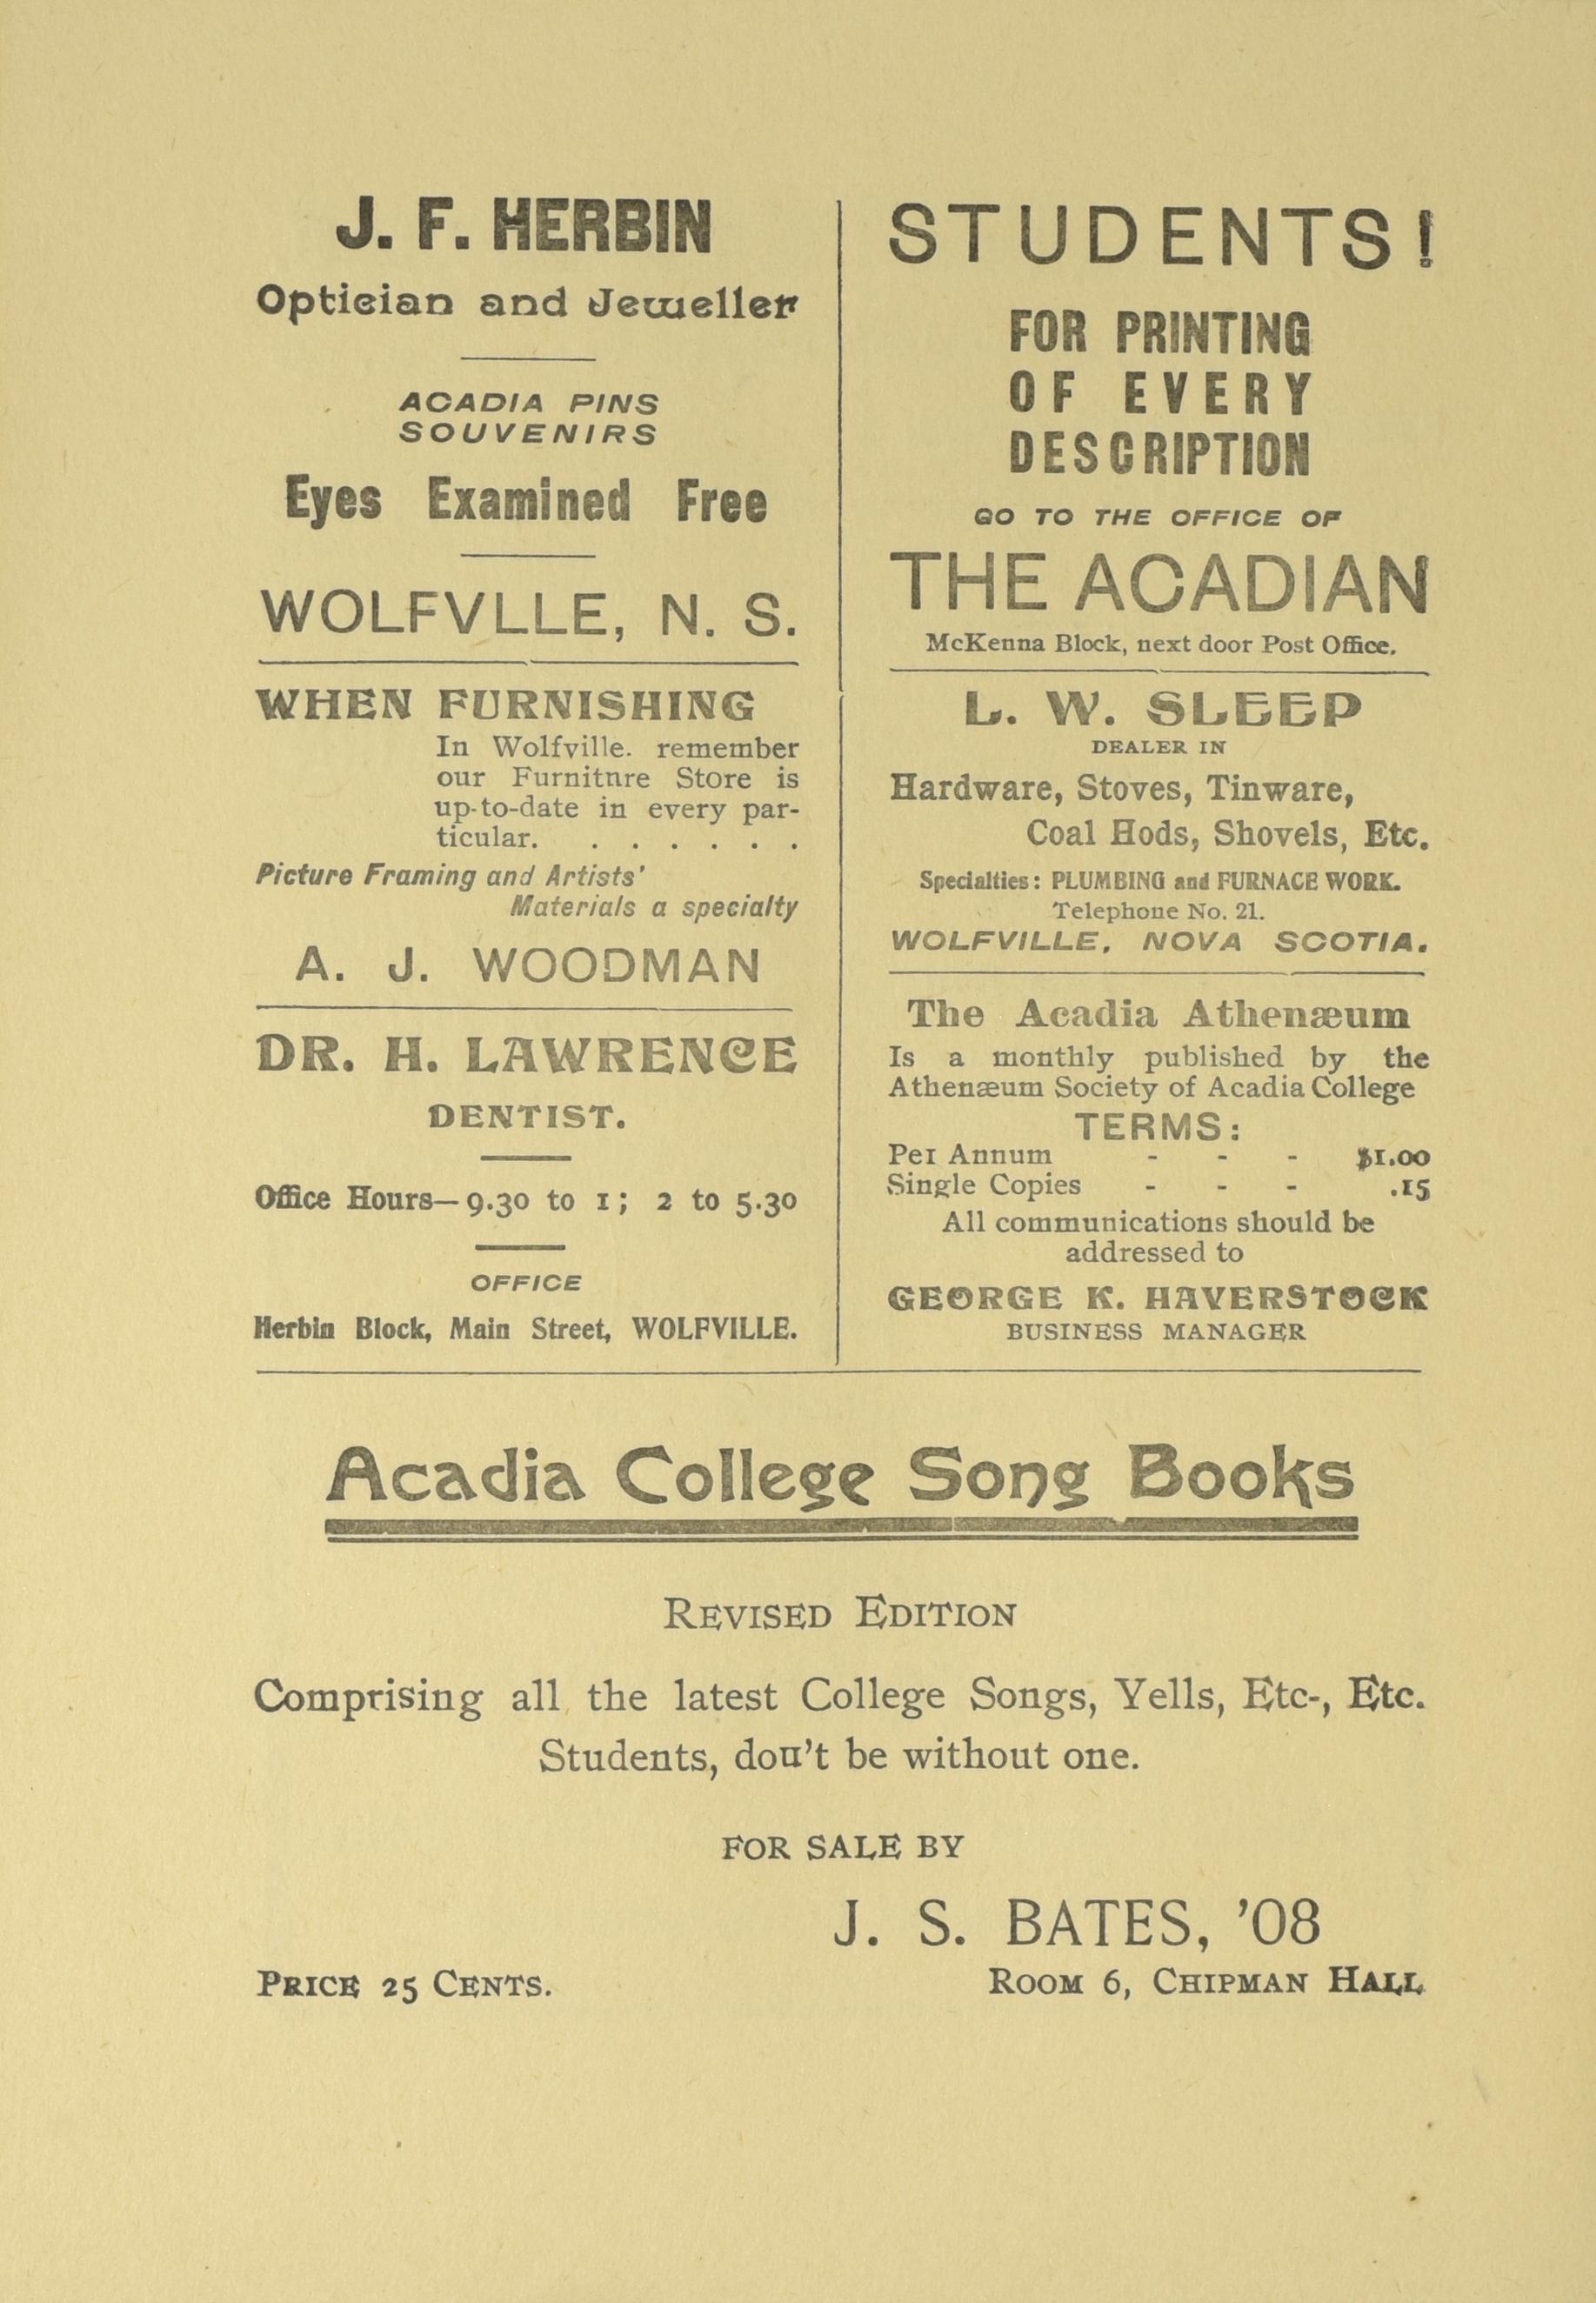 J. F. HERBIN
Optician and Jeweller
ACADIA PINS
SOUVENIRS
Eyes Examined Free
WOLFVLLE, N. S.
WHEN FURNISHING
In Wolfville. remember
our Furnitnre Store is
up-to-date in every par-
ticular. . . . . . .
Picture Framing and Artists'
Materials a specialty
A. J. WOODMAN
DR. H. LAWRENCE
DENTIST.
Office Hours—9.30 to 1; 2 to 5.30
OFFICE
Herbin Block, Main Street, WOLFVILLE.
STUDENTS!
FOR PRINTING
OF EVERY
DESCRIPTION
GO TO THE OFFICE OF
THE ACADIAN
McKenna Block, next door Post Office.
L. W. SLEEP
DEALER IN
Hardware, Stoves, Tinware,
Coal Hods, Shovels, Etc.
Specialties: PLUMBING and FURNACE WORK.
Telephone No. 21.
WOLFVILLE, NOVA SCOTIA.
The Acadia Athenæum
Is a monthly published by the
Athenæum Society of Acadia College
TERMS:
Per Annum - - - $1.00
Single Copies - - - .15
All communications should be
addressed to
GEORGE K. HAVERSTOCK
BUSINESS MANAGER
Acadia College Song Books
REVISED EDITION
Comprising all the latest College Songs, Yells, Etc-, Etc.
Students, dou't be without one.
FOR SALE BY
J. S. BATES, '08
PRICE 25 CENTS. ROOM 6, CHIPMAN HALL